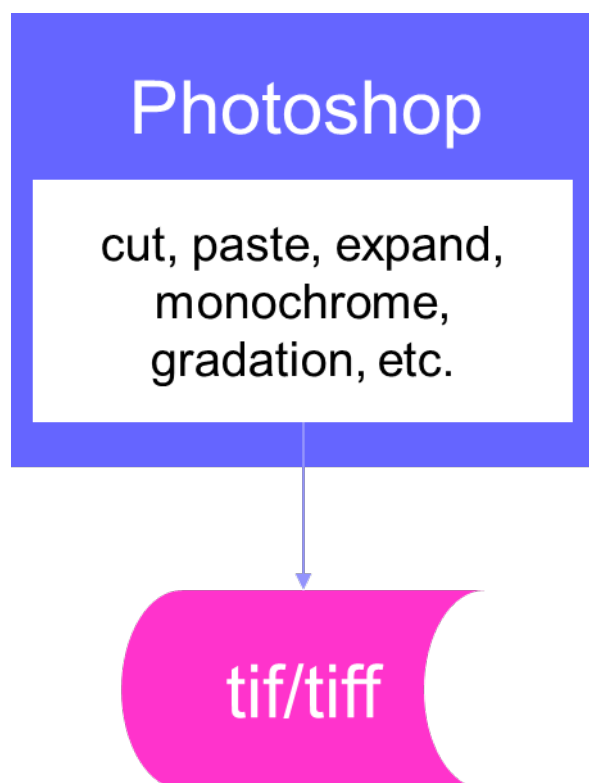 Photoshop
cut, paste, expand,
monochrome,
gradation, etc.
tif/tiff